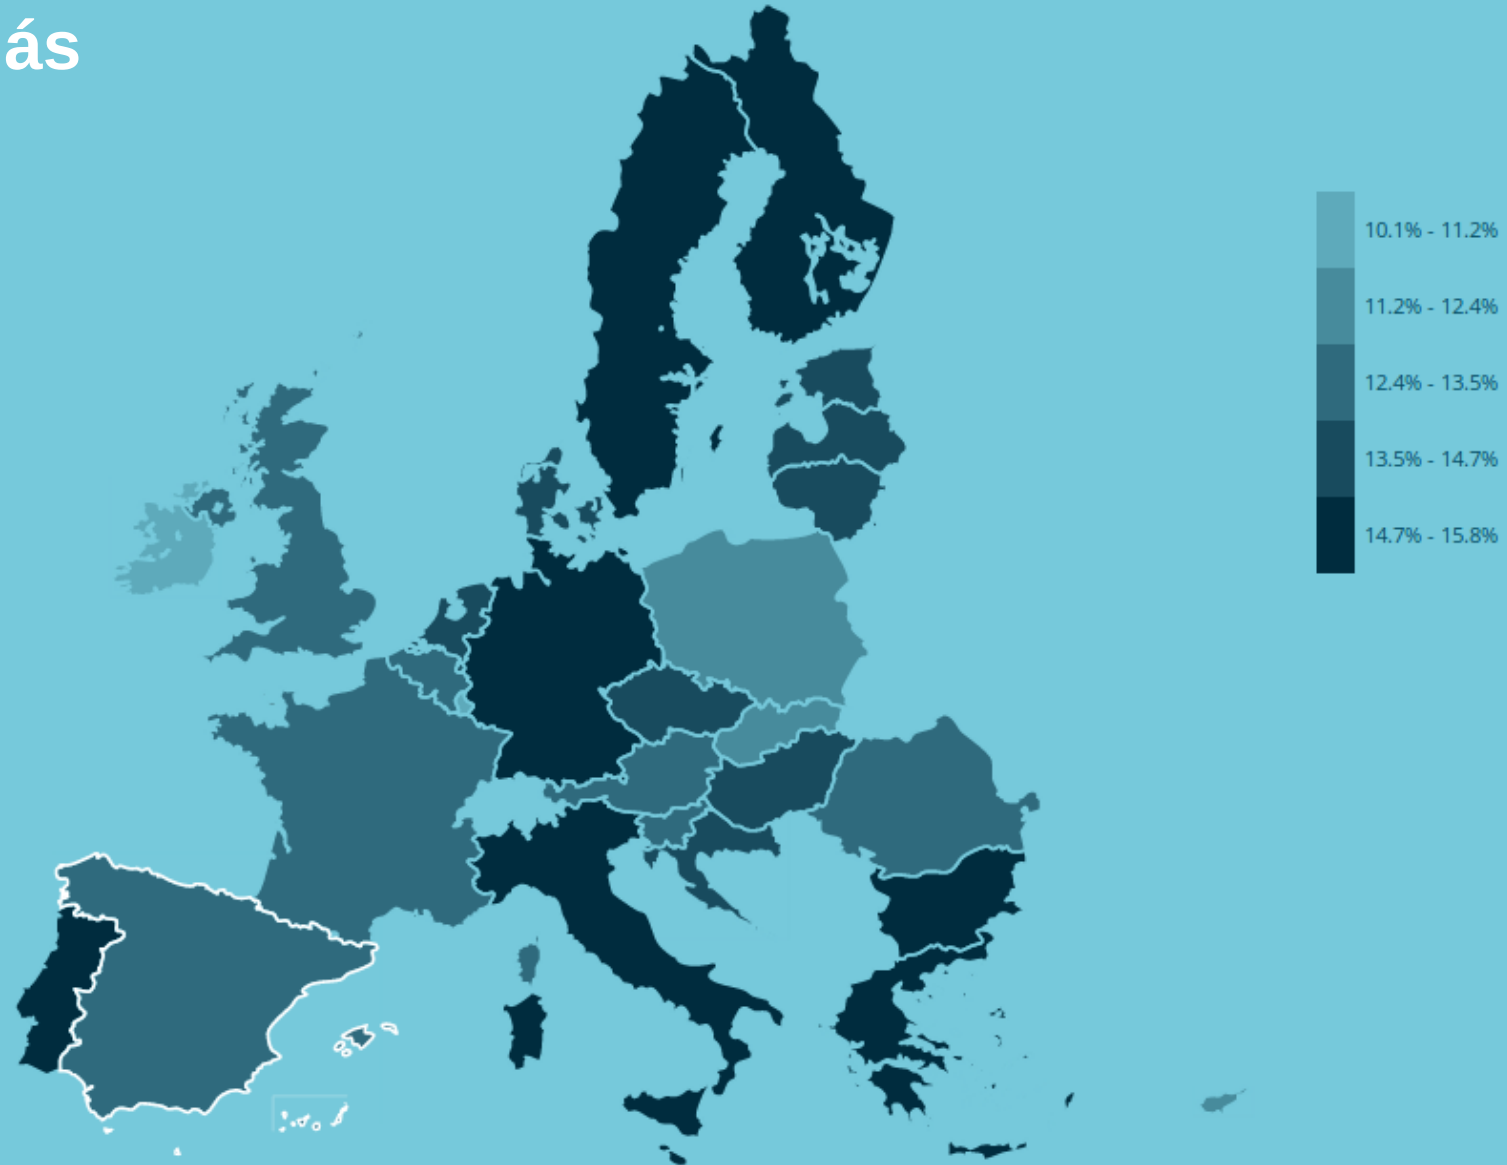 ás
10.1% - 11.2%
11.2% - 12.4%
12.4% - 13.5%
13.5% - 14.7%
14.7% - 15.8%